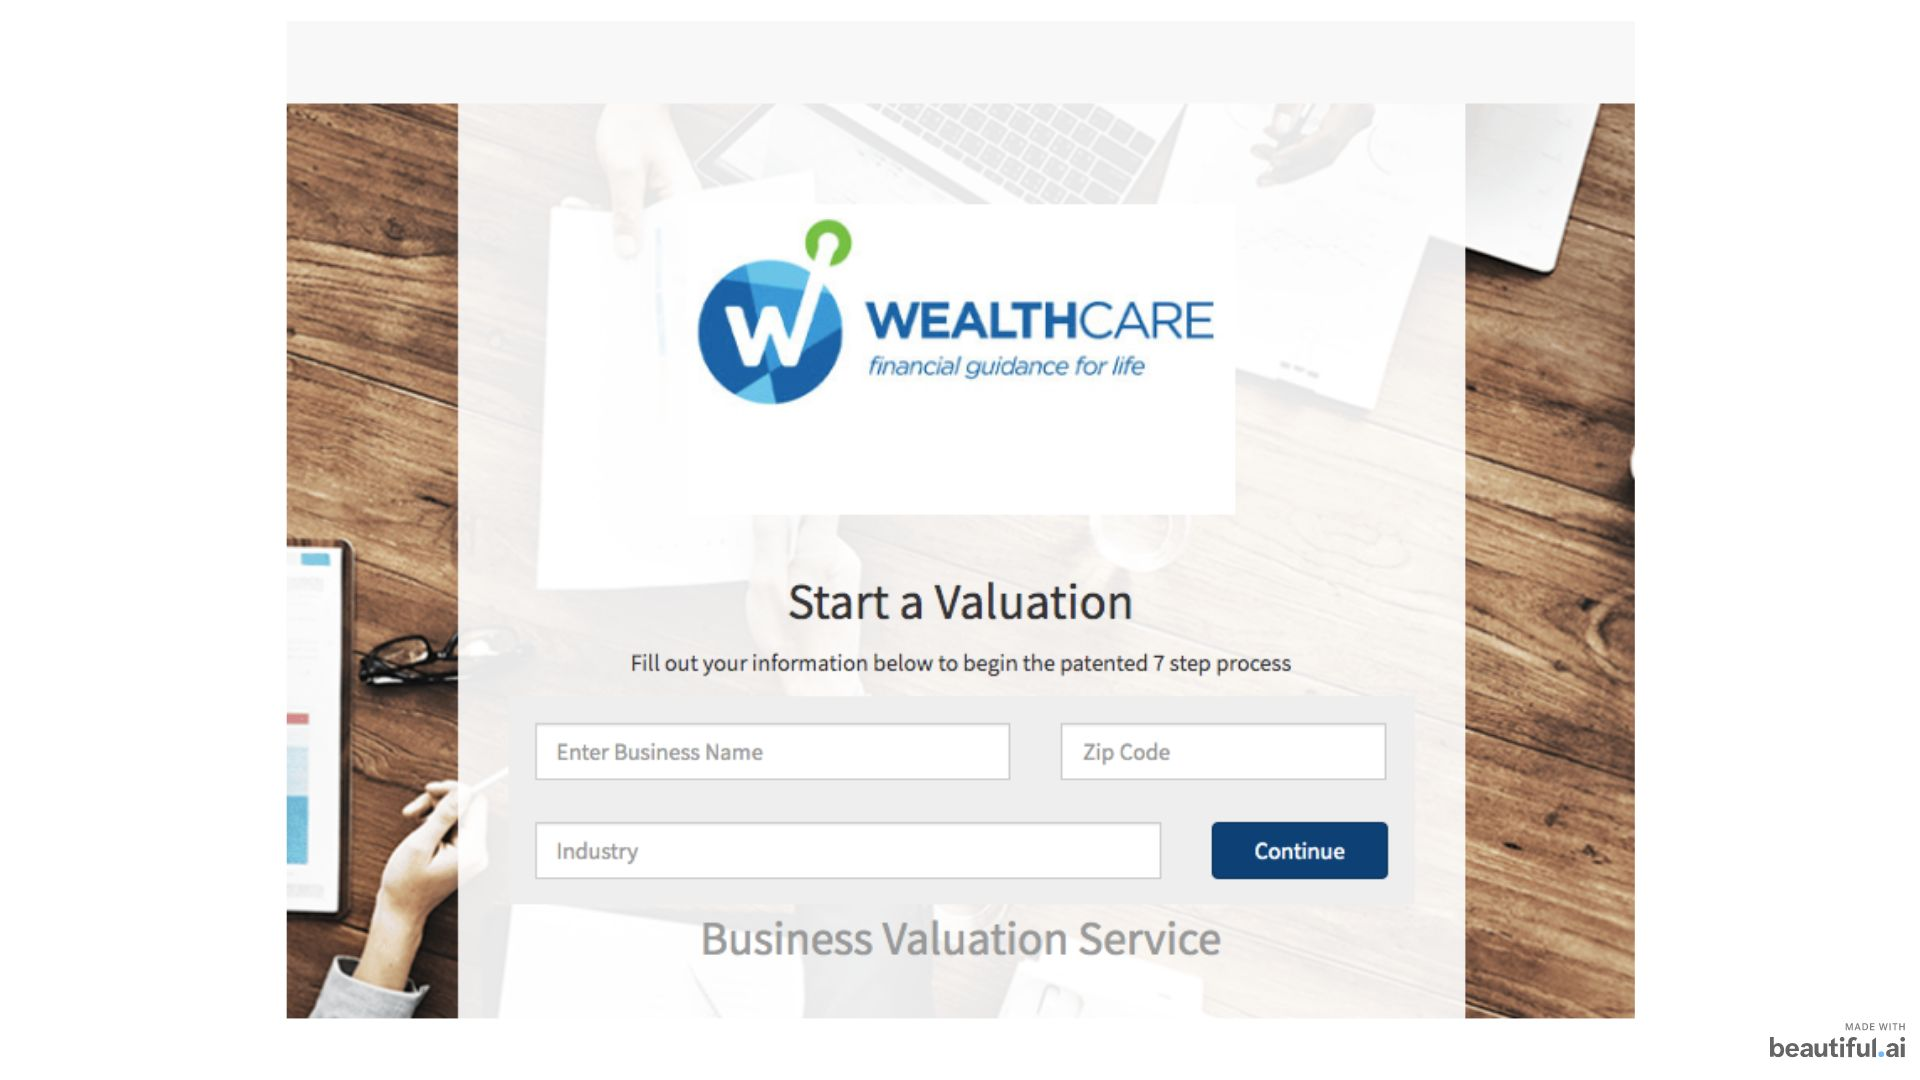 W
WEALTHCARE
financial guidance for life
Start a Valuation
Fill out your information below to begin the patented 7 step process
Enter Business Name
Zip Code
Industry
Continue
Business Valuation Service
MADE WITH
beautiful.ai